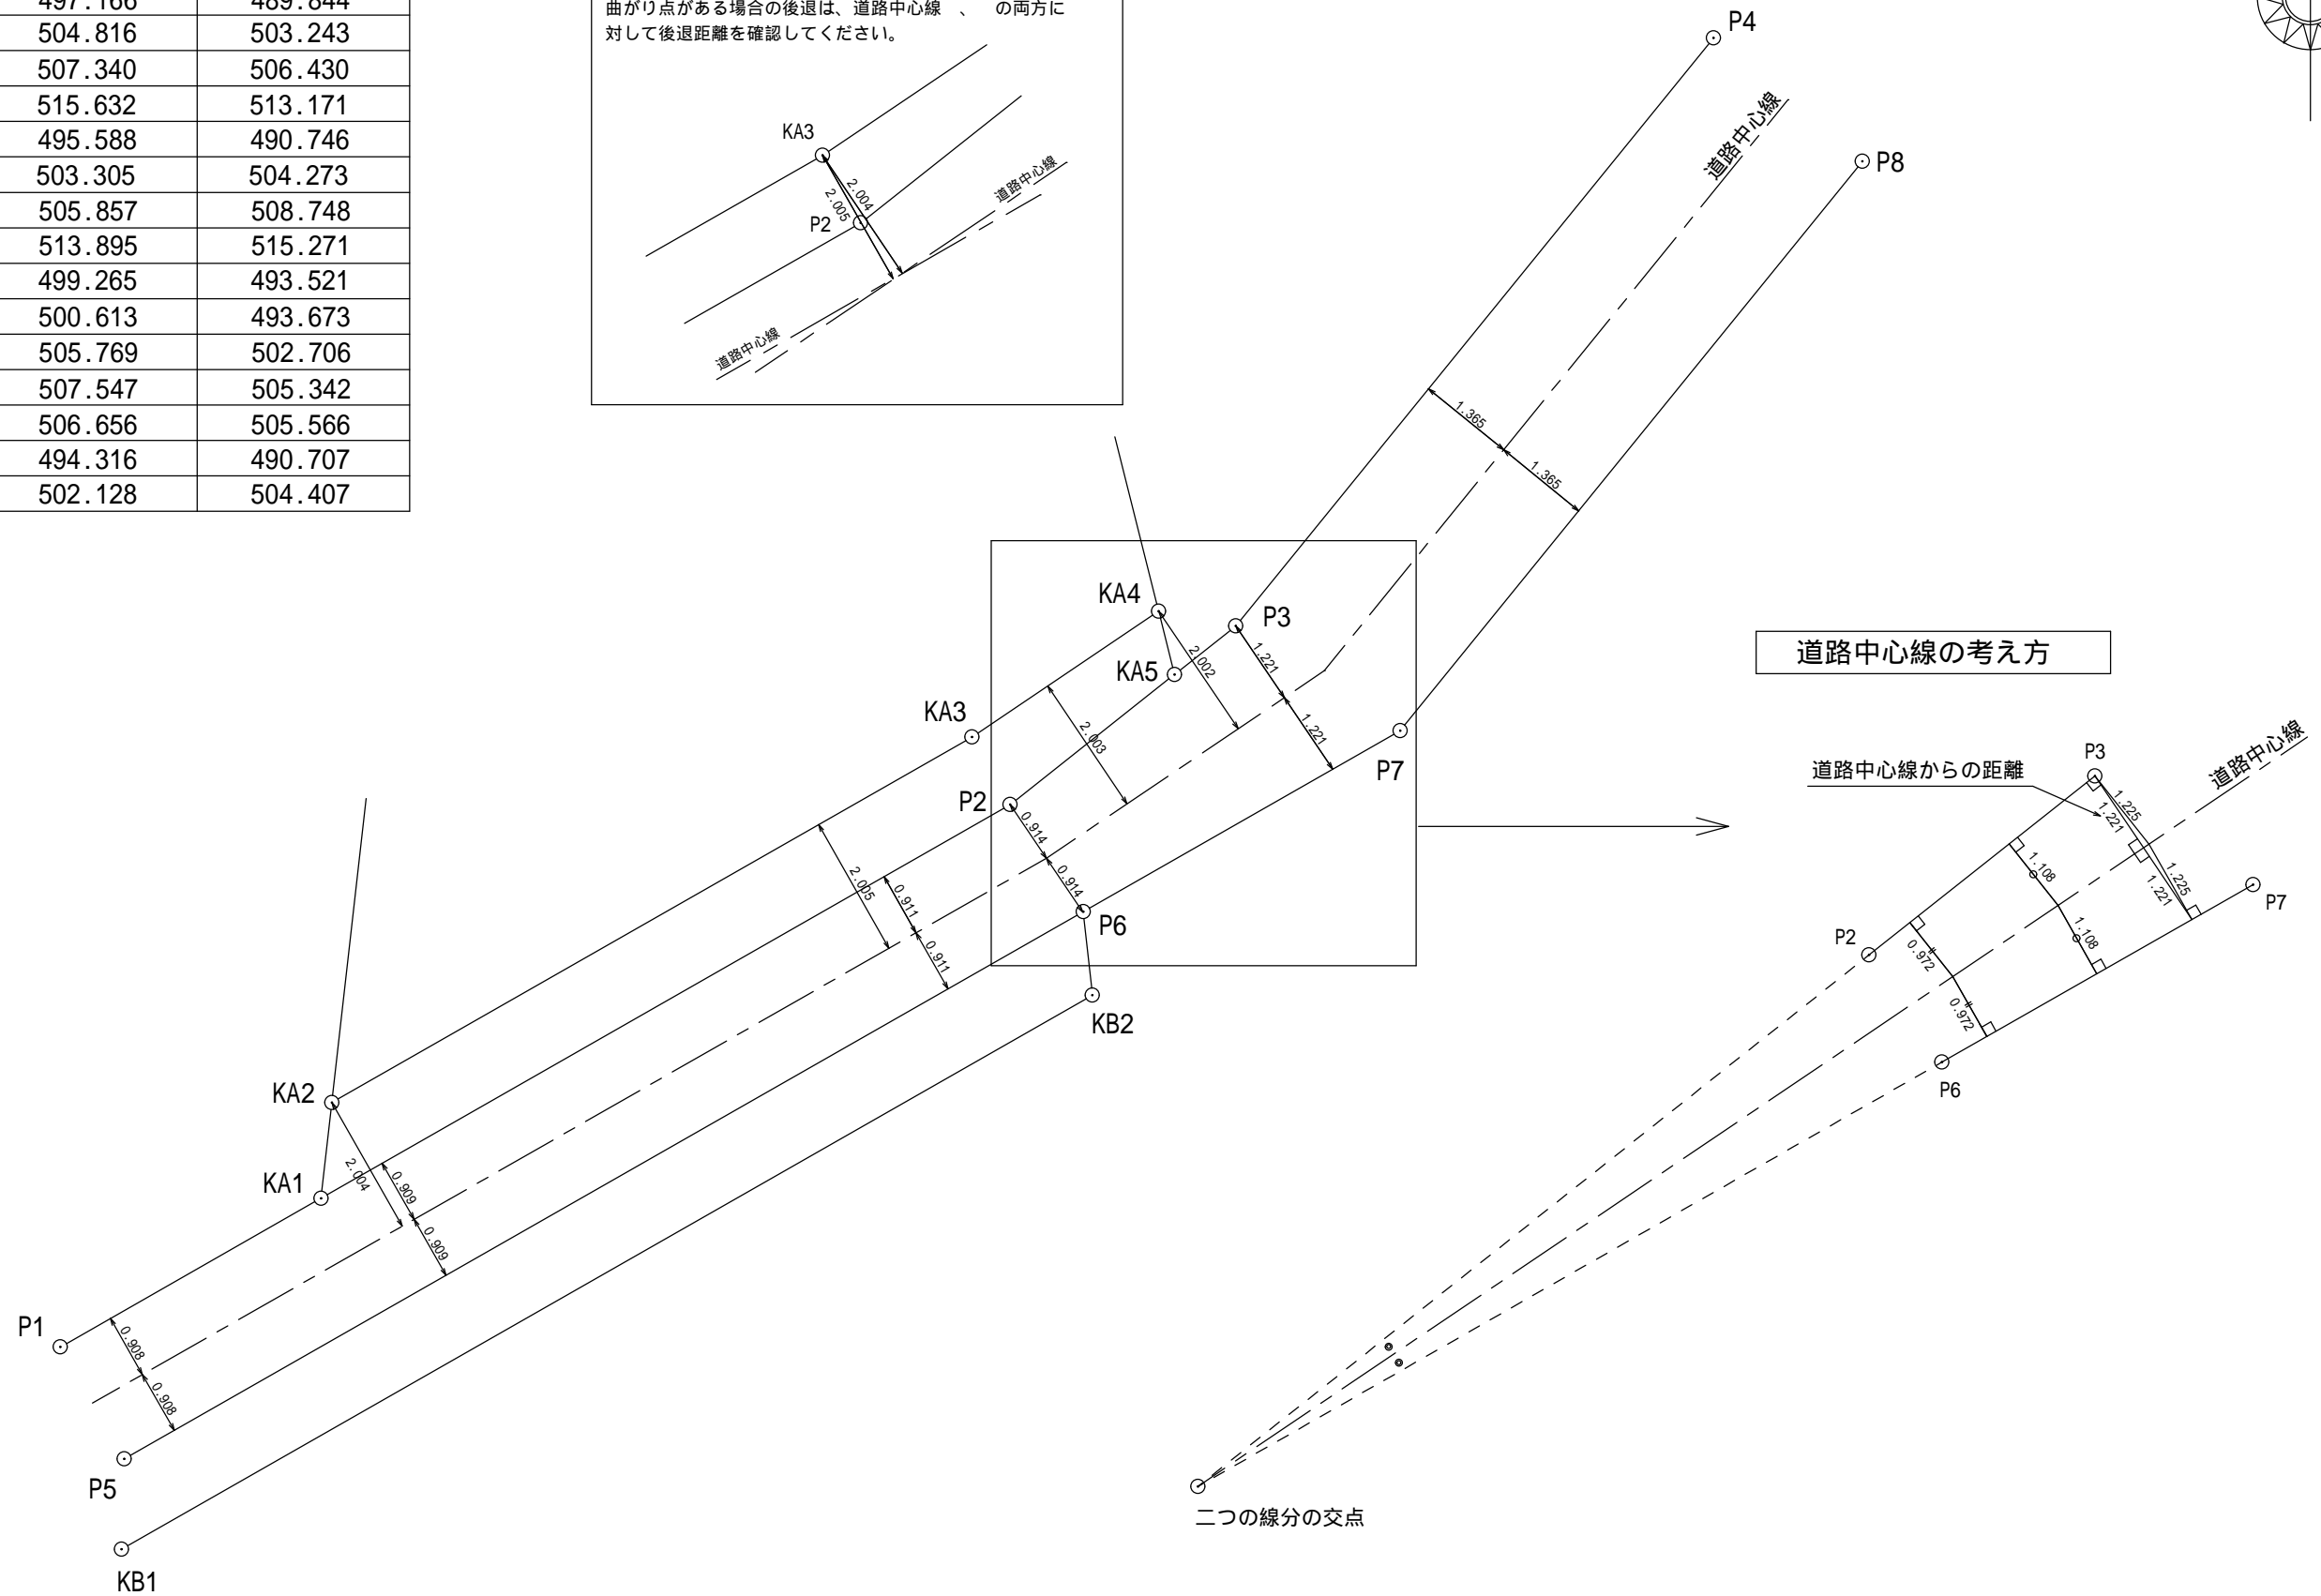 497.166 489.844
504.816 503.243
507.340 506.430
515.632 513.171
495.588 490.746
503.305 504.273
505.857 508.748
513.895 515.271
499.265 493.521
500.613 493.673
505.769 502.706
507.547 505.342
506.656 505.566
494.316 490.707
502.128 504.407
曲がり点がある場合の後退は、道路中心線 、 の両方に
対して後退距離を確認してください。
KA3
2.004
2.005
P2
道路中心線
道路中心線
P4
道路中心線
P8
1.365
1.365
KA4
P3
KA5
2.002
1.221
1.221
KA3
2.003
P7
P2
0.914
0.914
P6
2.005
0.911
0.911
KB2
KA2
KA1
2.004
0.909
0.909
P1
0.908
0.908
P5
KB1
道路中心線の考え方
道路中心線からの距離
P3
道路中心線
1.225
1.221
1.108
1.225
1.221
P7
P2
0.972
1.108
0.972
P6
二つの線分の交点